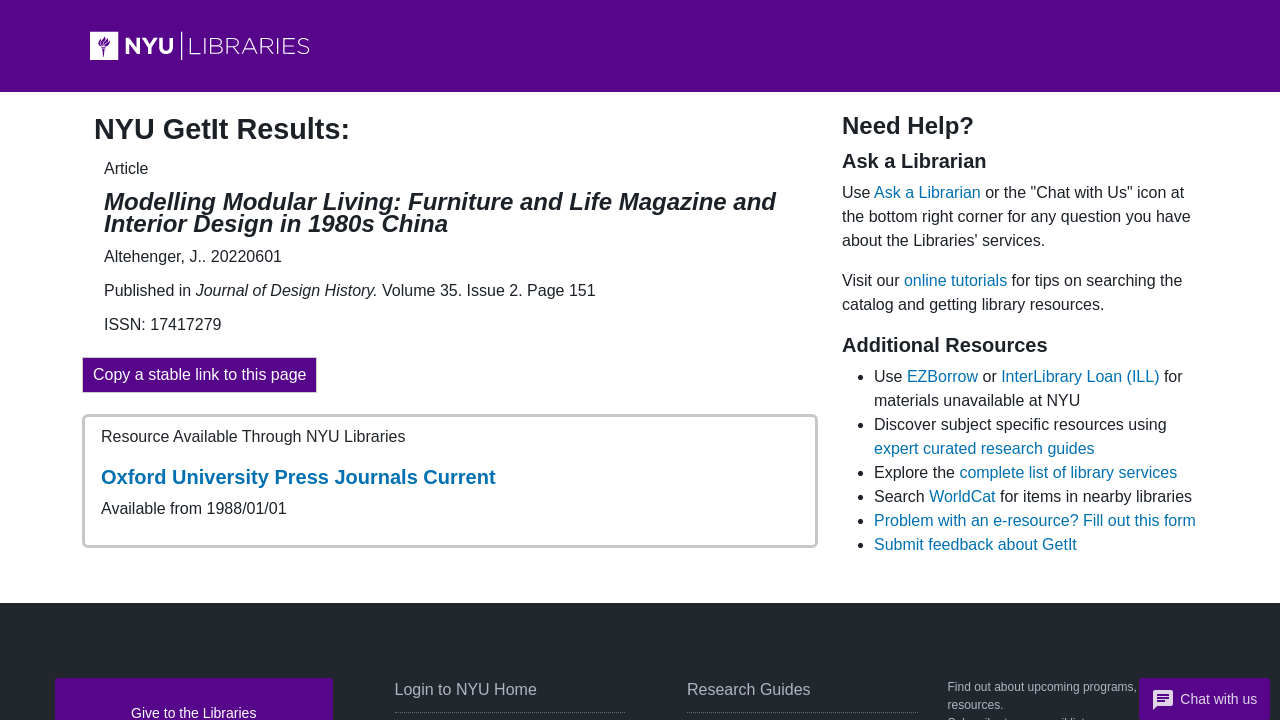 NYU LIBRARIES
NYU GetIt Results:
Article
Modelling Modular Living: Furniture and Life Magazine and
Interior Design in 1980s China
Altehenger, J.. 20220601
Published in Journal of Design History. Volume 35. Issue 2. Page 151
ISSN: 17417279
Copy a stable link to this page
Resource Available Through NYU Libraries
Oxford University Press Journals Current
Available from 1988/01/01
Need Help?
Ask a Librarian
Use Ask a Librarian or the "Chat with Us" icon at
the bottom right corner for any question you have
about the Libraries' services.
Visit our online tutorials for tips on searching the
catalog and getting library resources.
Additional Resources
Use EZBorrow or InterLibrary Loan (ILL) for
materials unavailable at NYU
Discover subject specific resources using
expert curated research guides
Explore the complete list of library services
Search WorldCat for items in nearby libraries
Problem with an e-resource? Fill out this form
Submit feedback about GetIt
Give to the Libraries
Login to NYU Home
Research Guides
Find out about upcoming programs,
resources.
Chat with us